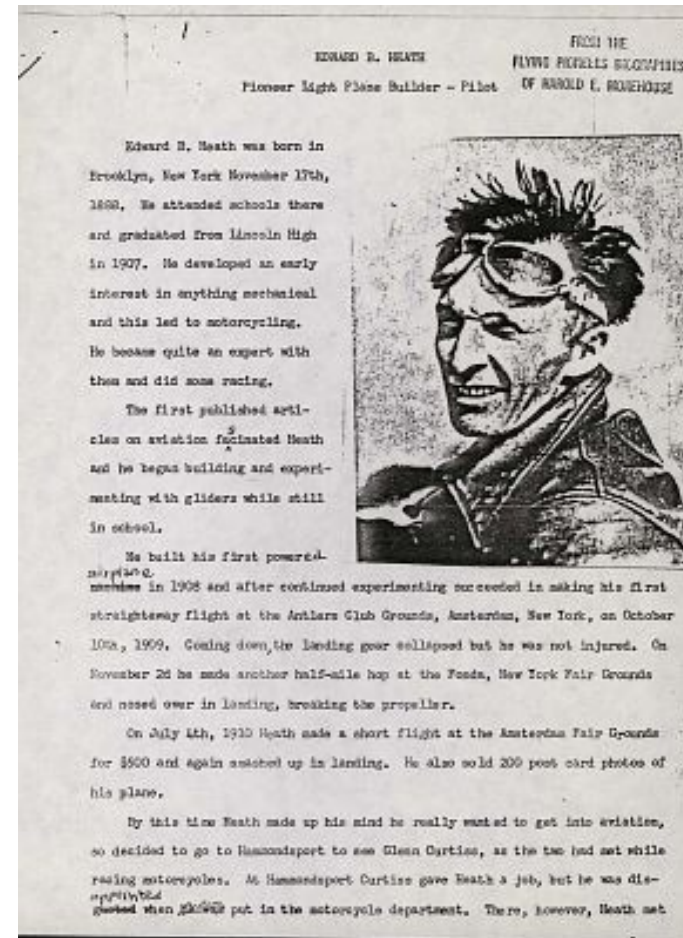 EDWARD B. HEATH
Pioneer Light Plane Builder - Pilot
FROM THE
FLYING PIONEERS BIOGRAPHIES
OF HAROLD E. MOREHOUSE
Edward B. Heath was born in
Brooklyn, New York November 17th,
1888. He attended schools there
and graduated from Lincoln High
in 1907. He developed an early
interest in anything mechanical
and this led to motorcycling.
He became quite an expert with
them and did some racing.
The first published arti-
cles on aviation fascinated Heath
and he began building and experi-
menting with gliders while still
in school.
He built his first powered
airplane
machine in 1908 and after continued experimenting succeeded in making his first
straightaway flight at the Antlers Club Grounds, Amsterdam, New York, on October
10th, 1909. Coming down, the landing gear collapsed but he was not injured. On
November 2d he made another half-mile hop at the Fonda, New York Fair Grounds
and nosed over in landing, breaking the propeller.
On July 4th, 1910 Heath made a short flight at the Amsterdam Fair Grounds
for $500 and again smashed up in landing. He also sold 200 post card photos of
his plane.
By this time Heath made up his mind he really wanted to get into aviation,
so decided to go to Hammondsport to see Glenn Curtiss, as the two had met while
racing motorcycles. At Hammondsport Curtiss gave Heath a job, but he was dis-
appointed
gusted when put in the motorcycle department. There, however, Heath met